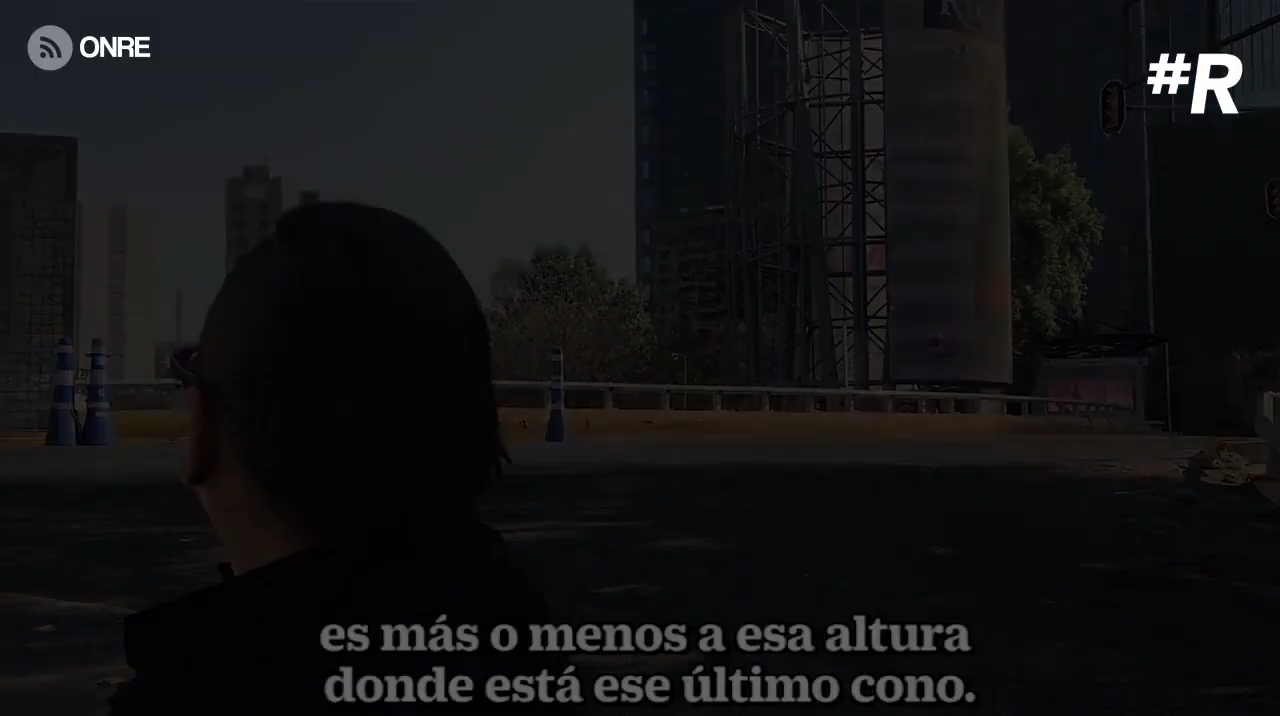 ONRE
#R
es más o menos a esa altura
donde está ese último cono.